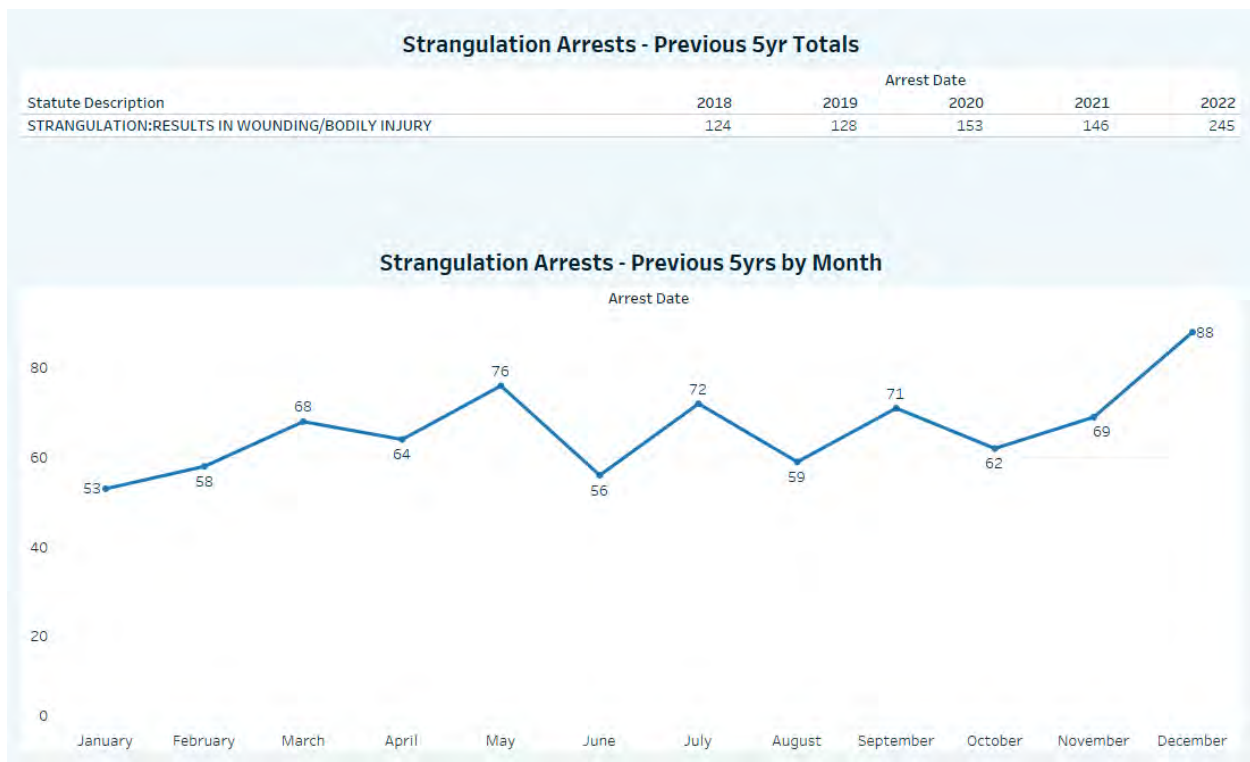 Strangulation Arrests - Previous 5yr Totals
Arrest Date
Statute Description 2018 2019 2020 2021 2022
STRANGULATION:RESULTS IN WOUNDING/BODILY INJURY 124 128 153 146 245
Strangulation Arrests - Previous 5yrs by Month
Arrest Date
88
80
76
72
71
68
69
64
62
60
59
58
56
53
40
20
0
January February March April May June July August September October November December